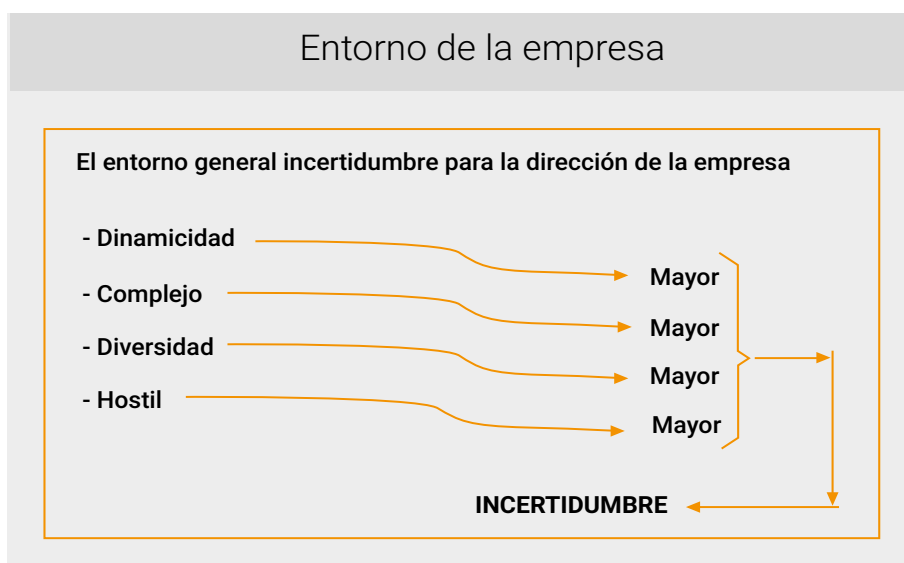 Entorno de la empresa
El entorno general incertidumbre para la dirección de la empresa
- Dinamicidad
Mayor
- Complejo
Mayor
- Diversidad
Mayor
- Hostil
Mayor
INCERTIDUMBRE